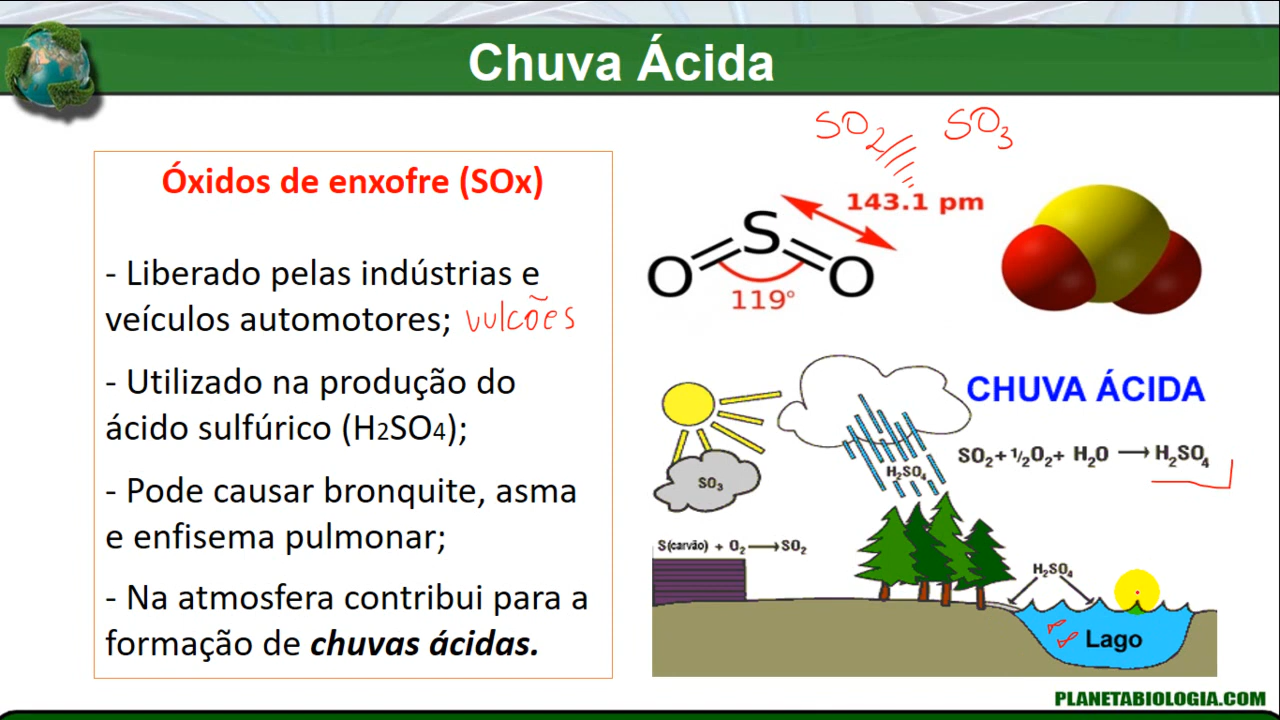 Chuva Ácida
Óxidos de enxofre (SOx)
- Liberado pelas indústrias e
veículos automotores; vulcões
- Utilizado na produção do
ácido sulfúrico (H2SO4);
- Pode causar bronquite, asma
e enfisema pulmonar;
- Na atmosfera contribui para a
formação de chuvas ácidas.
SO2 SO3
143.1 pm
S
O O
119°
CHUVA ÁCIDA
SO2 + 1/2O2 + H2O → H2SO4
H2SO4
SO3
S(carvão) + O2 → SO2
H2SO4
Lago
PLANETABIOLOGIA.COM